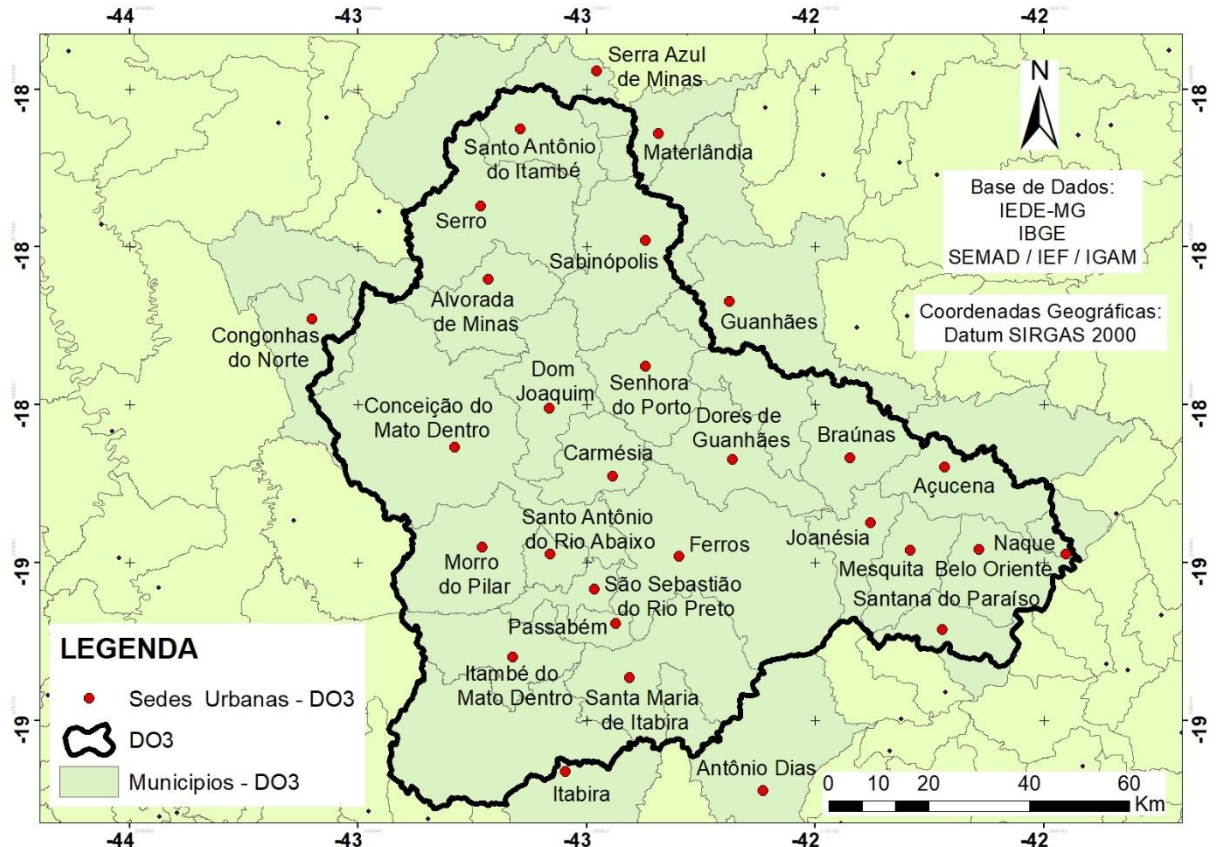 -44
-43
-43
-42
-42
-18
-18
Serra Azul
de Minas
N
Santo Antônio
do Itambé
Materlândia
Base de Dados:
IEDE-MG
IBGE
SEMAD / IEF / IGAM
Serro
-18
-18
Sabinópolis
Alvorada
de Minas
Coordenadas Geográficas:
Datum SIRGAS 2000
Congonhas
do Norte
Guanhães
Dom
Joaquim
Senhora
do Porto
-18
-18
Conceição do
Mato Dentro
Dores de
Guanhães
Braúnas
Carmésia
Açucena
Santo Antônio
do Rio Abaixo
Ferros
Joanésia
Naque
Morro
do Pilar
Mesquita
Belo Oriente
-19
-19
São Sebastião
do Rio Preto
Santana do Paraíso
Passabém
LEGENDA
Itambé do
Mato Dentro
Santa Maria
de Itabira
Sedes Urbanas - DO3
-19
-19
DO3
Municipios - DO3
Itabira
Antônio Dias
0 10 20 40 60
Km
-44
-43
-43
-42
-42